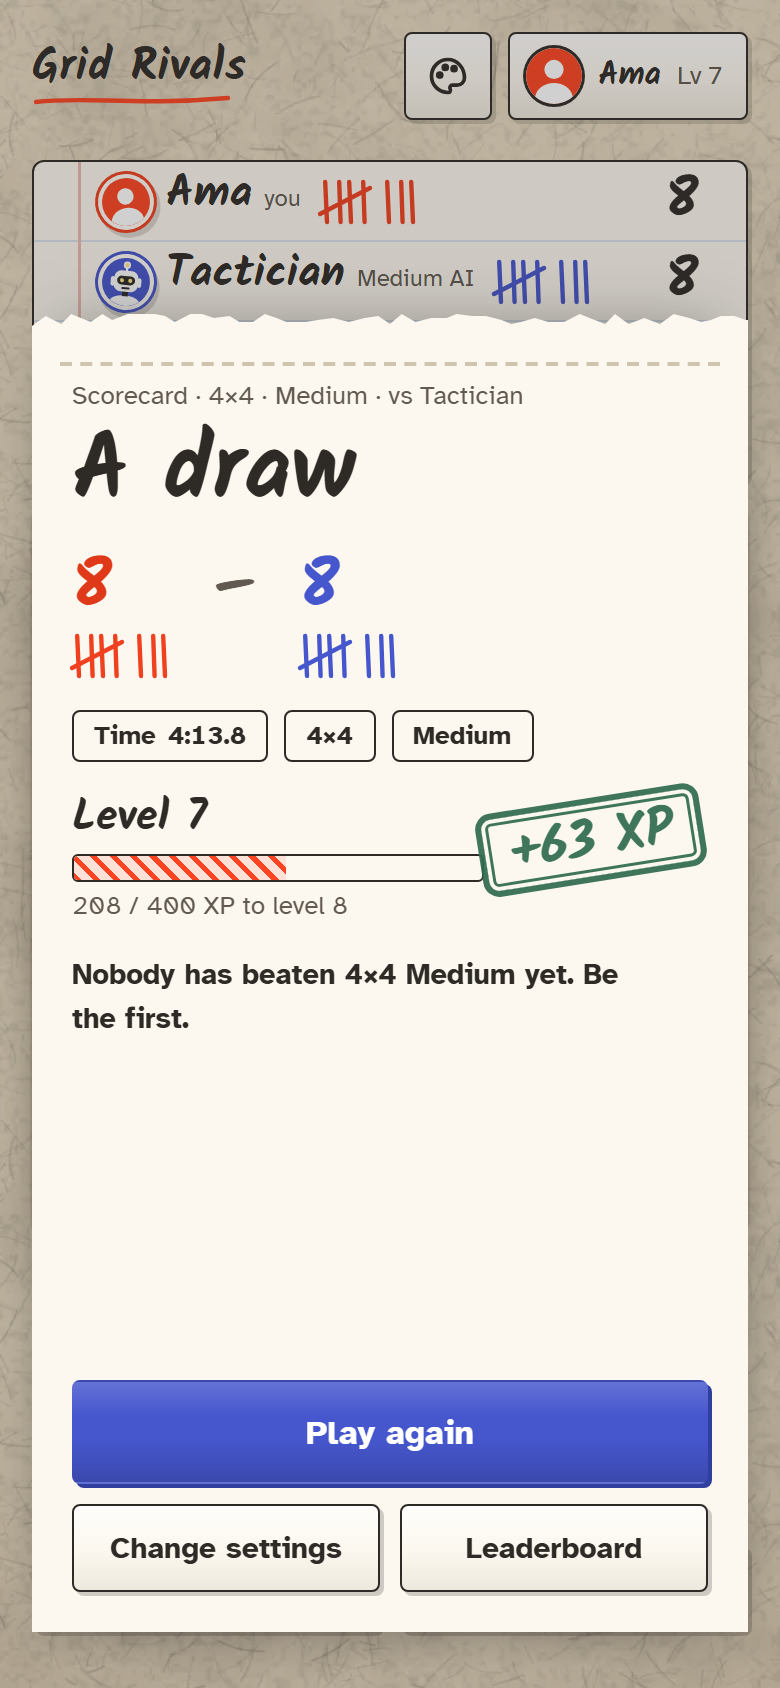 Grid Rivals
Ama Lv 7
Ama you 8
Tactician Medium AI 8
Scorecard · 4×4 · Medium · vs Tactician
A draw
8 – 8
Time 4:13.8 4×4 Medium
Level 7
+63 XP
208 / 400 XP to level 8
Nobody has beaten 4×4 Medium yet. Be
the first.
Play again
Change settings Leaderboard